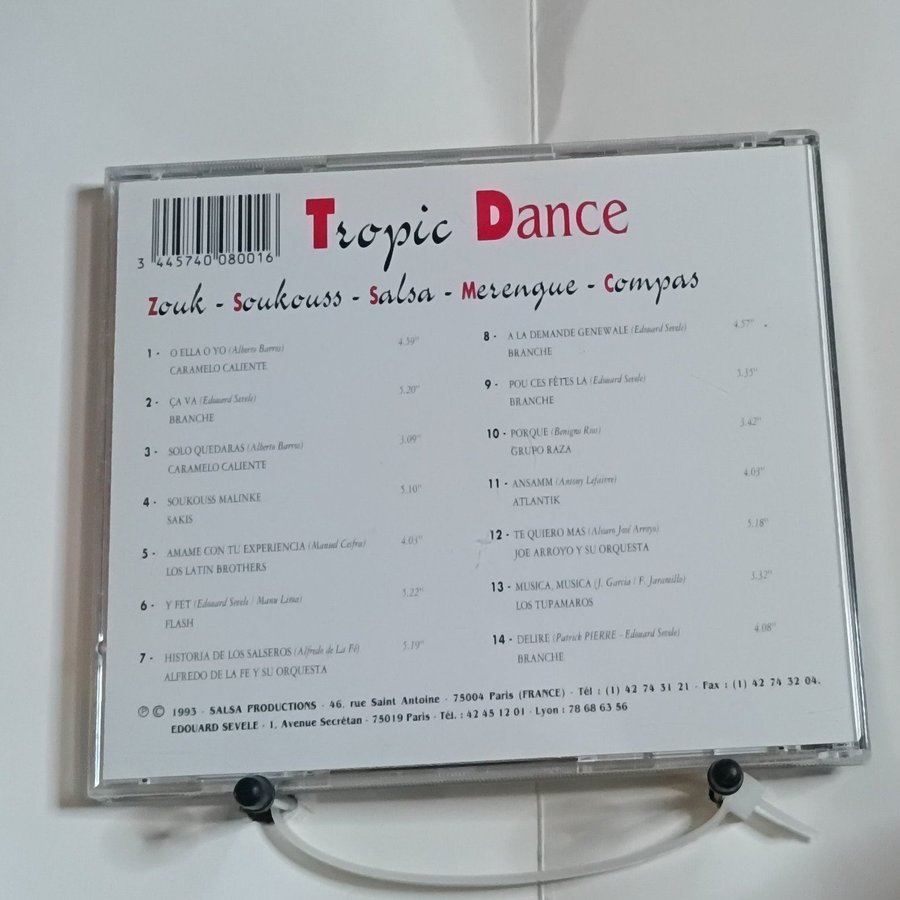 Tropic Dance
3 445740 080016
Zouk - Soukouss - Salsa - Merengue - Compas
1 - O ELLA O YO (Alberto Barros) 4.59"
CARAMELO CALIENTE
2 - ÇA VA (Edouard Sevele) 5.20"
BRANCHE
3 - SOLO QUEDARAS (Alberto Barros) 3.09"
CARAMELO CALIENTE
4 - SOUKOUSS MALINKE 5.10"
SAKIS
5 - AMAME CON TU EXPERIENCIA (Manuel) 4.03"
LOS LATIN BROTHERS
6 - Y FET (Edouard Sevele / Manu Lima) 5.22"
FLASH
7 - HISTORIA DE LOS SALSEROS (Alfredo de La Fé) 5.19"
ALFREDO DE LA FE Y SU ORQUESTA
8 - A LA DEMANDE GENEWALE (Edouard Sevele) 4.57"
BRANCHE
9 - POU CES FÊTES LA (Edouard Sevele) 3.35"
BRANCHE
10 - PORQUE (Benigno) 3.42"
GRUPO RAZA
11 - ANSAMM (Antony Lefaivre) 4.03"
ATLANTIK
12 - TE QUIERO MAS (Alvaro José Arroyo) 5.18"
JOE ARROYO Y SU ORQUESTA
13 - MUSICA, MUSICA (J. Garcia / F. Jaramillo) 3.32"
LOS TUPAMAROS
14 - DELIRE (Patrick PIERRE - Edouard Sevele) 4.08"
BRANCHE
℗ © 1993 - SALSA PRODUCTIONS - 46, rue Saint Antoine - 75004 Paris (FRANCE) - Tél : (1) 42 74 31 21 - Fax : (1) 42 74 32 04.
EDOUARD SEVELE - 1, Avenue Secrétan - 75019 Paris - Tél. : 42 45 12 01 - Lyon : 78 68 63 56